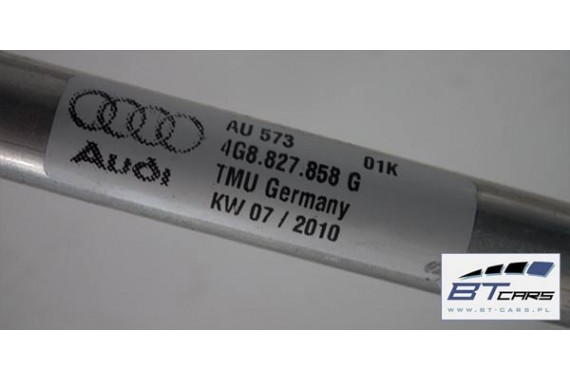 AU 573 01K
Audi 4G8.827.858 G
TMU Germany
KW 07 / 2010
BT CARS
WWW.BT-CARS.PL